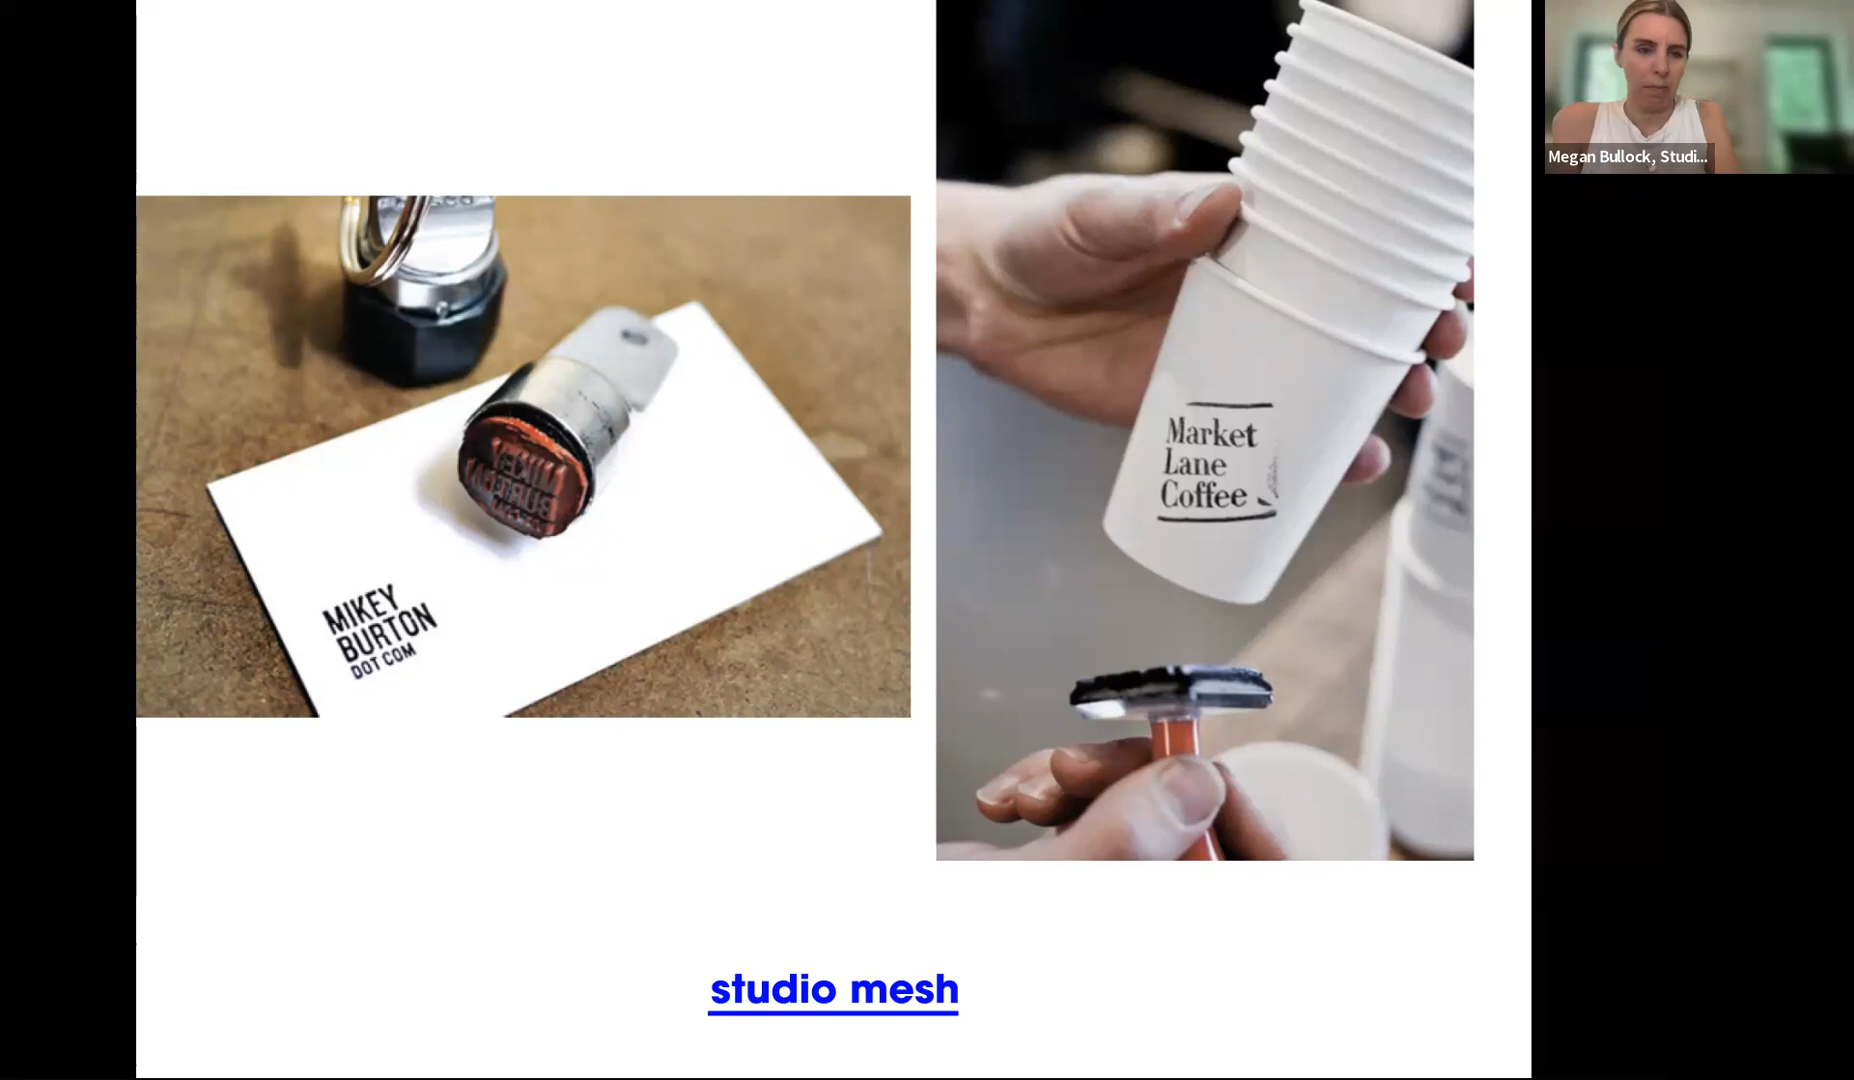 MIKEY
BURTON
DOT COM
Market
Lane
Coffee
studio mesh
Megan Bullock, Studi...